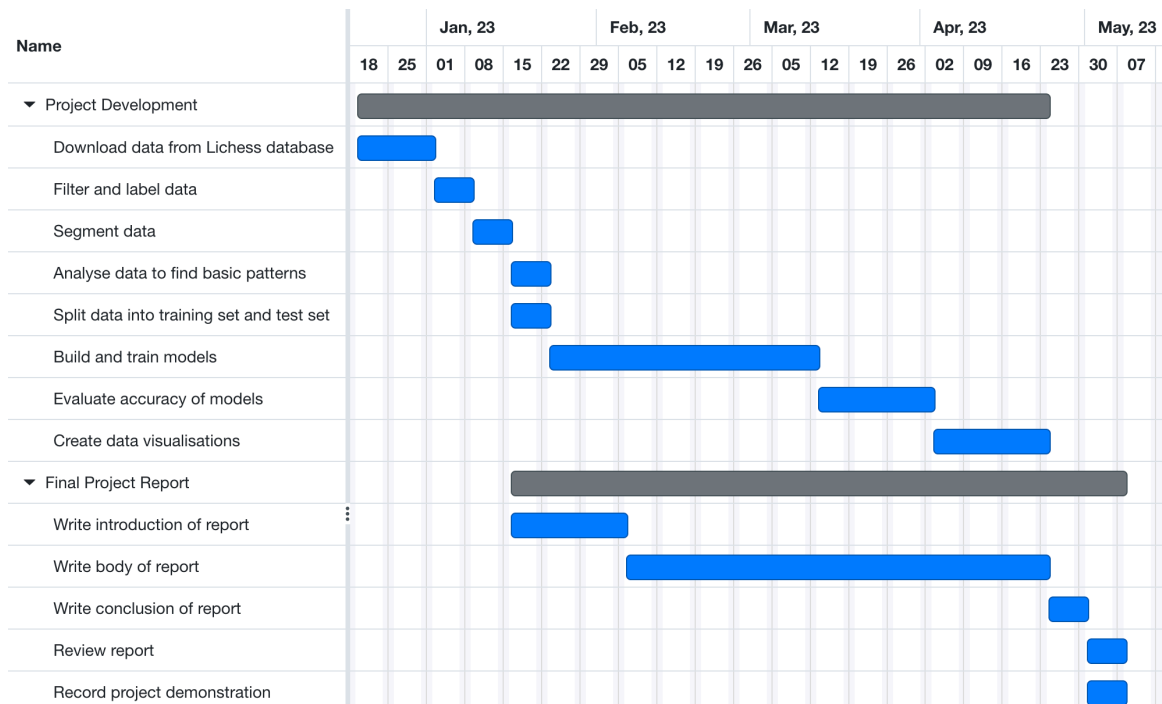 Name
Jan, 23 Feb, 23 Mar, 23 Apr, 23 May, 23
18 25 01 08 15 22 29 05 12 19 26 05 12 19 26 02 09 16 23 30 07
Project Development
Download data from Lichess database
Filter and label data
Segment data
Analyse data to find basic patterns
Split data into training set and test set
Build and train models
Evaluate accuracy of models
Create data visualisations
Final Project Report
Write introduction of report
Write body of report
Write conclusion of report
Review report
Record project demonstration